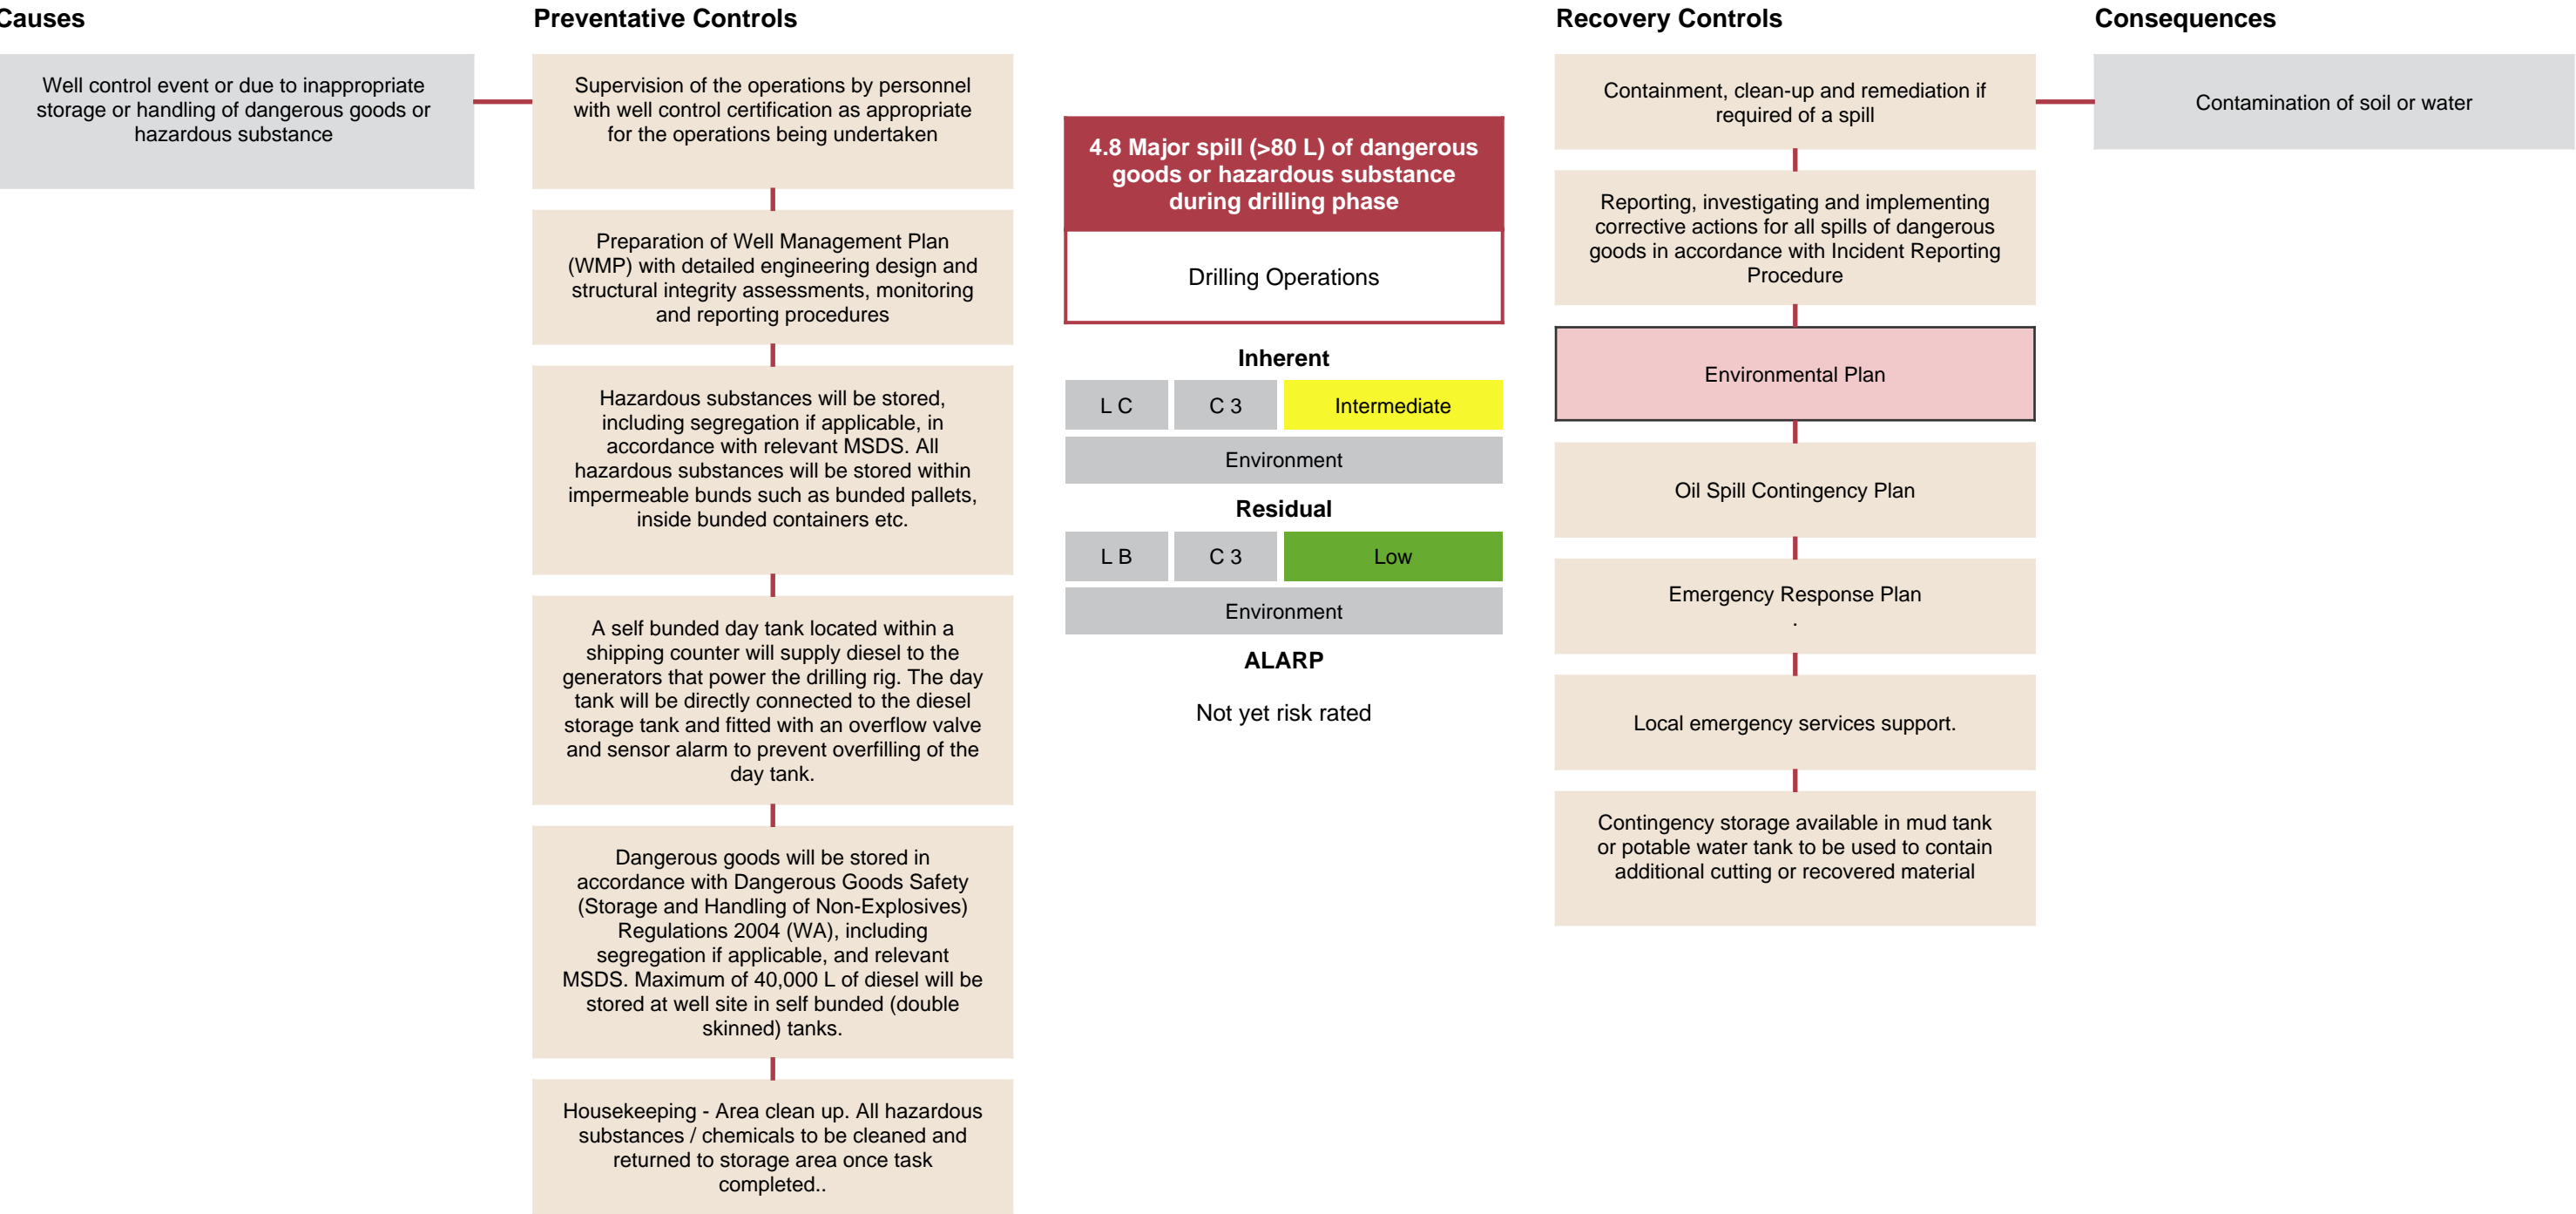 Causes
Preventative Controls
Recovery Controls
Consequences
Well control event or due to inappropriate
storage or handling of dangerous goods or
hazardous substance
Supervision of the operations by personnel
with well control certification as appropriate
for the operations being undertaken
Preparation of Well Management Plan
(WMP) with detailed engineering design and
structural integrity assessments, monitoring
and reporting procedures
Hazardous substances will be stored,
including segregation if applicable, in
accordance with relevant MSDS. All
hazardous substances will be stored within
impermeable bunds such as bunded pallets,
inside bunded containers etc.
A self bunded day tank located within a
shipping counter will supply diesel to the
generators that power the drilling rig. The day
tank will be directly connected to the diesel
storage tank and fitted with an overflow valve
and sensor alarm to prevent overfilling of the
day tank.
Dangerous goods will be stored in
accordance with Dangerous Goods Safety
(Storage and Handling of Non-Explosives)
Regulations 2004 (WA), including
segregation if applicable, and relevant
MSDS. Maximum of 40,000 L of diesel will be
stored at well site in self bunded (double
skinned) tanks.
Housekeeping - Area clean up. All hazardous
substances / chemicals to be cleaned and
returned to storage area once task
completed..
4.8 Major spill (>80 L) of dangerous
goods or hazardous substance
during drilling phase
Drilling Operations
Inherent
L C
C 3
Intermediate
Environment
Residual
L B
C 3
Low
Environment
ALARP
Not yet risk rated
Containment, clean-up and remediation if
required of a spill
Reporting, investigating and implementing
corrective actions for all spills of dangerous
goods in accordance with Incident Reporting
Procedure
Environmental Plan
Oil Spill Contingency Plan
Emergency Response Plan
.
Local emergency services support.
Contingency storage available in mud tank
or potable water tank to be used to contain
additional cutting or recovered material
Contamination of soil or water